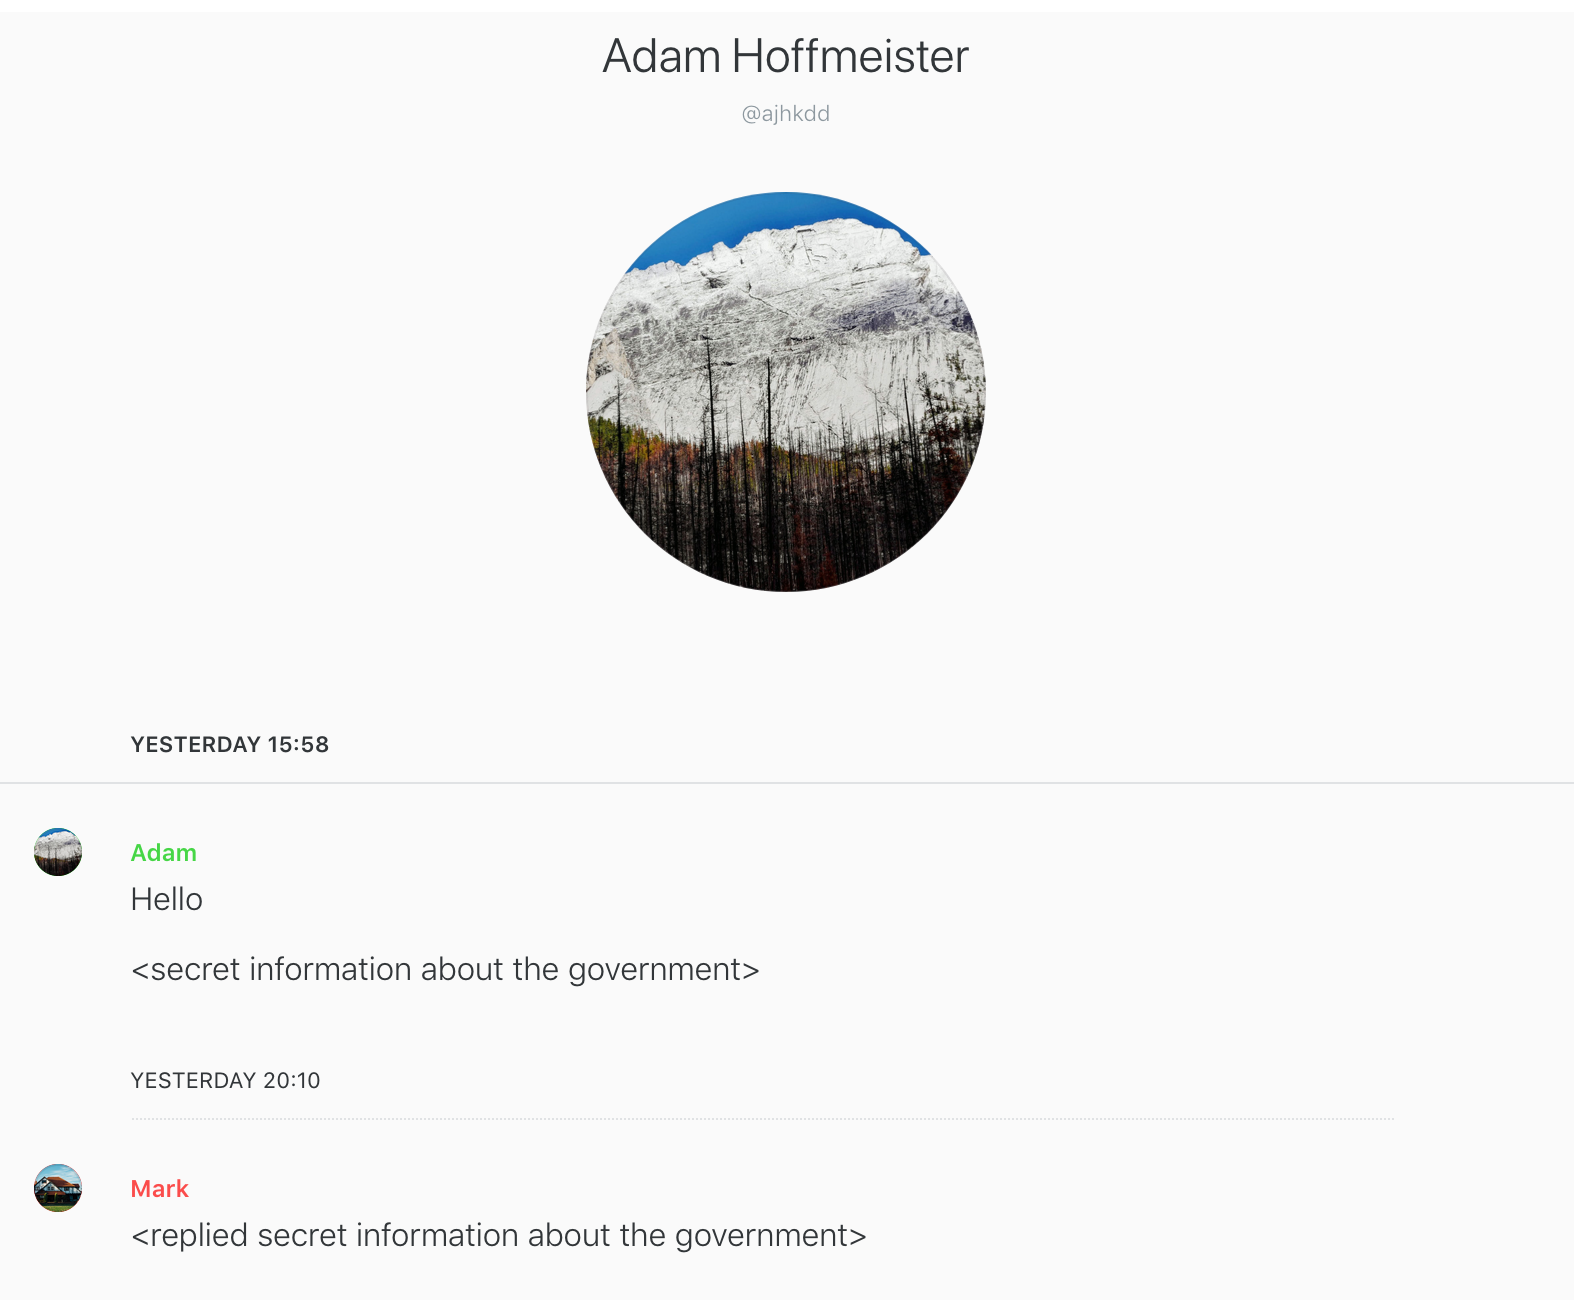 Adam Hoffmeister
@ajhkdd
YESTERDAY 15:58
Adam
Hello
<secret information about the government>
YESTERDAY 20:10
Mark
<replied secret information about the government>